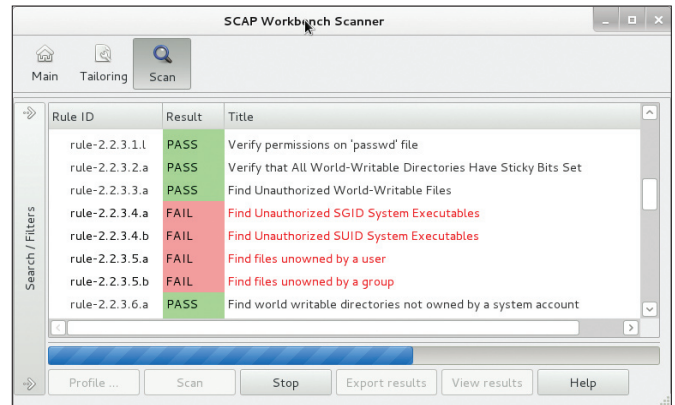 SCAP Workbench Scanner
Main Tailoring Scan
Rule ID Result Title
rule-2.2.3.1.l PASS Verify permissions on 'passwd' file
rule-2.2.3.2.a PASS Verify that All World-Writable Directories Have Sticky Bits Set
rule-2.2.3.3.a PASS Find Unauthorized World-Writable Files
rule-2.2.3.4.a FAIL Find Unauthorized SGID System Executables
rule-2.2.3.4.b FAIL Find Unauthorized SUID System Executables
rule-2.2.3.5.a FAIL Find files unowned by a user
rule-2.2.3.5.b FAIL Find files unowned by a group
rule-2.2.3.6.a PASS Find world writable directories not owned by a system account
Search / Filters
Profile ... Scan Stop Export results View results Help